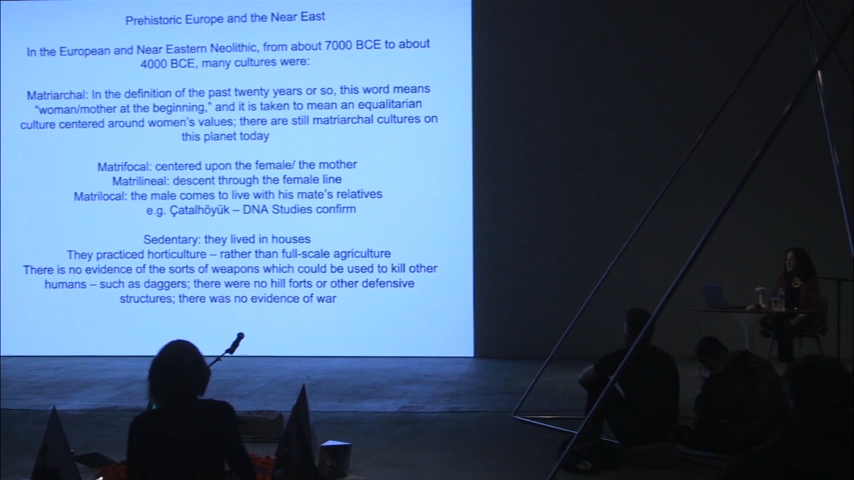 Prehistoric Europe and the Near East
In the European and Near Eastern Neolithic, from about 7000 BCE to about
4000 BCE, many cultures were:
Matriarchal: In the definition of the past twenty years or so, this word means
“woman/mother at the beginning,” and it is taken to mean an equalitarian
culture centered around women’s values; there are still matriarchal cultures on
this planet today
Matrifocal: centered upon the female/ the mother
Matrilineal: descent through the female line
Matrilocal: the male comes to live with his mate’s relatives
e.g. Çatalhöyük – DNA Studies confirm
Sedentary: they lived in houses
They practiced horticulture – rather than full-scale agriculture
There is no evidence of the sorts of weapons which could be used to kill other
humans – such as daggers; there were no hill forts or other defensive
structures; there was no evidence of war